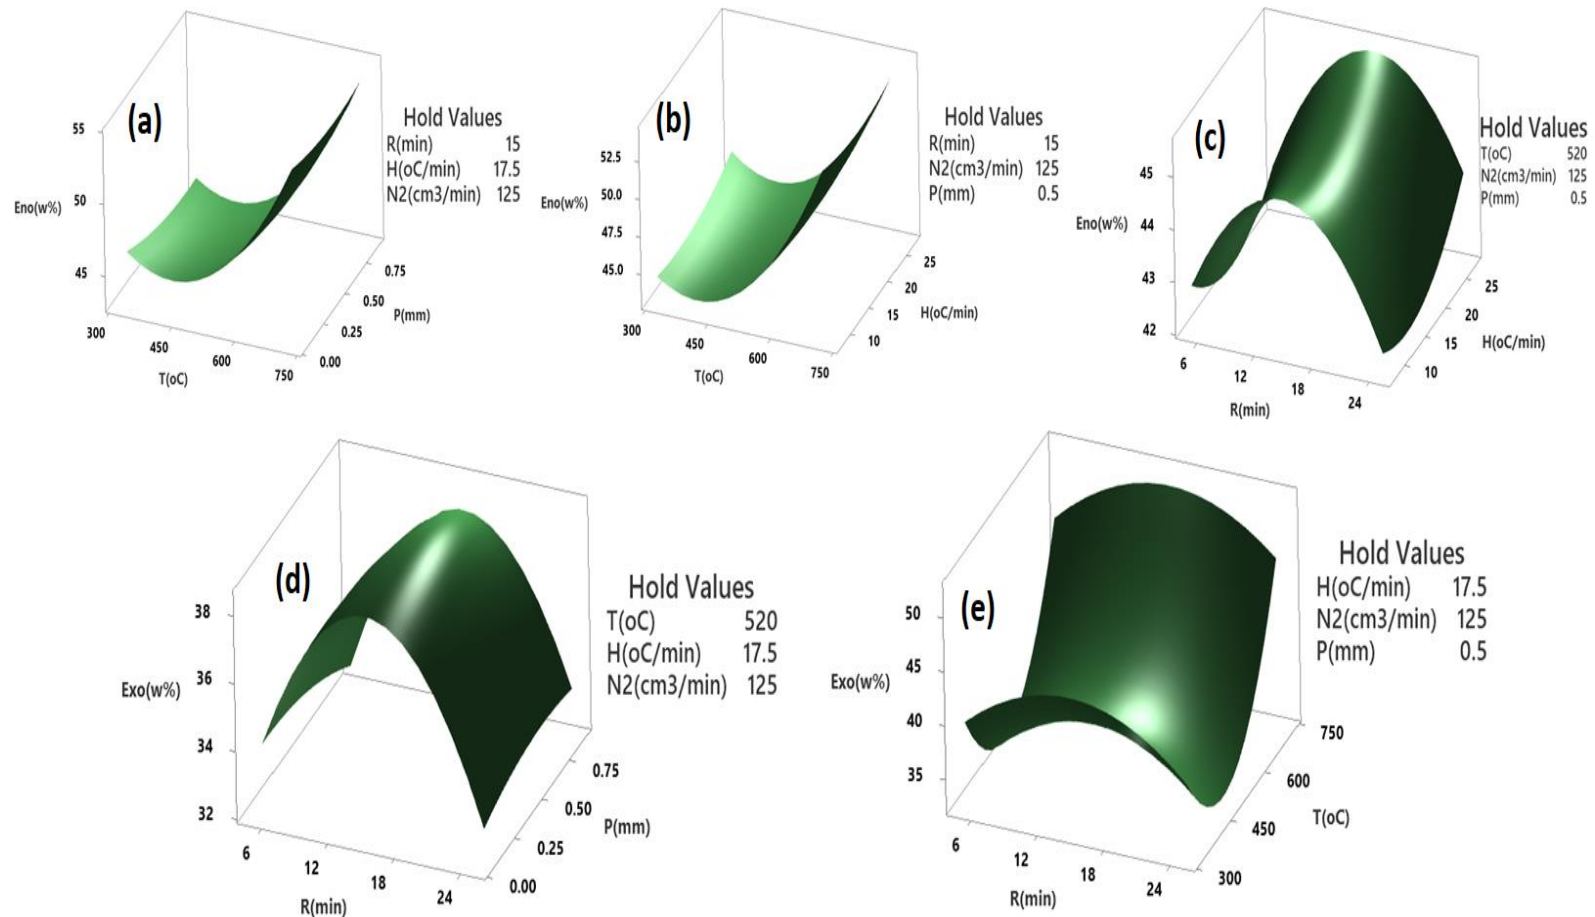 (a)
Hold Values
R(min) 15
H(oC/min) 17.5
N2(cm3/min) 125
55
50
45
Eno(w%)
300
450
600
750
T(oC)
0.00
0.25
0.50
0.75
P(mm)
(b)
Hold Values
R(min) 15
N2(cm3/min) 125
P(mm) 0.5
52.5
50.0
47.5
45.0
Eno(w%)
300
450
600
750
T(oC)
10
15
20
25
H(oC/min)
(c)
Hold Values
T(oC) 520
N2(cm3/min) 125
P(mm) 0.5
45
44
43
42
Eno(w%)
6
12
18
24
R(min)
10
15
20
25
H(oC/min)
(d)
Hold Values
T(oC) 520
H(oC/min) 17.5
N2(cm3/min) 125
38
36
34
32
Exo(w%)
6
12
18
24
R(min)
0.00
0.25
0.50
0.75
P(mm)
(e)
Hold Values
H(oC/min) 17.5
N2(cm3/min) 125
P(mm) 0.5
50
45
40
35
Exo(w%)
6
12
18
24
R(min)
300
450
600
750
T(oC)